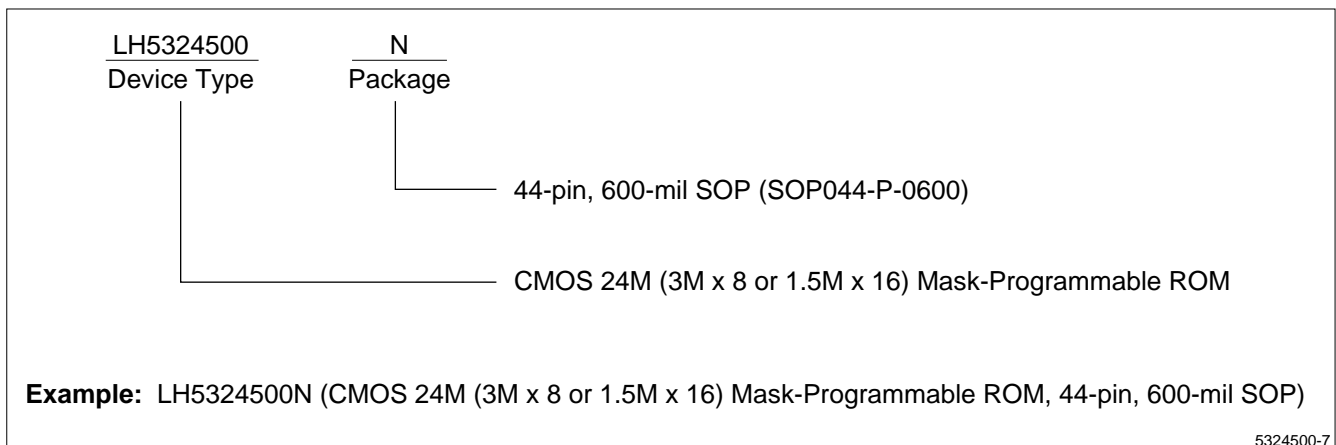 LH5324500 N
Device Type Package
44-pin, 600-mil SOP (SOP044-P-0600)
CMOS 24M (3M x 8 or 1.5M x 16) Mask-Programmable ROM
Example: LH5324500N (CMOS 24M (3M x 8 or 1.5M x 16) Mask-Programmable ROM, 44-pin, 600-mil SOP)
5324500-7